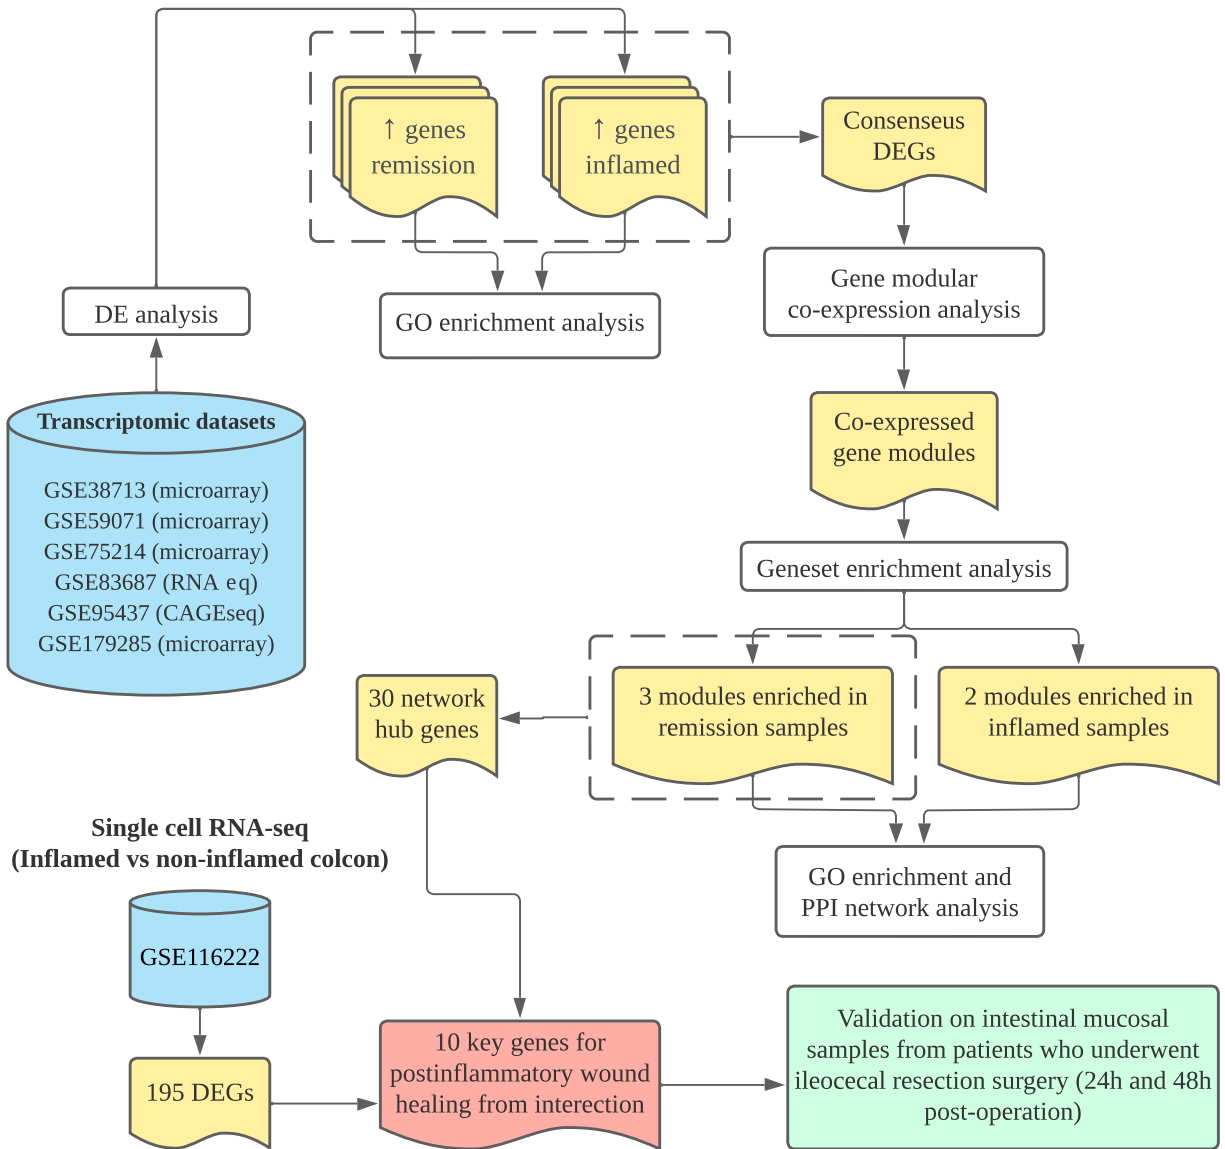 ↑ genes
remission
↑ genes
inflamed
Consenseus
DEGs
DE analysis
GO enrichment analysis
Gene modular
co-expression analysis
Transcriptomic datasets
GSE38713 (microarray)
GSE59071 (microarray)
GSE75214 (microarray)
GSE83687 (RNA eq)
GSE95437 (CAGEseq)
GSE179285 (microarray)
Co-expressed
gene modules
Geneset enrichment analysis
30 network
hub genes
3 modules enriched in
remission samples
2 modules enriched in
inflamed samples
GO enrichment and
PPI network analysis
Single cell RNA-seq
(Inflamed vs non-inflamed colcon)
GSE116222
195 DEGs
10 key genes for
postinflammatory wound
healing from interection
Validation on intestinal mucosal
samples from patients who underwent
ileocecal resection surgery (24h and 48h
post-operation)